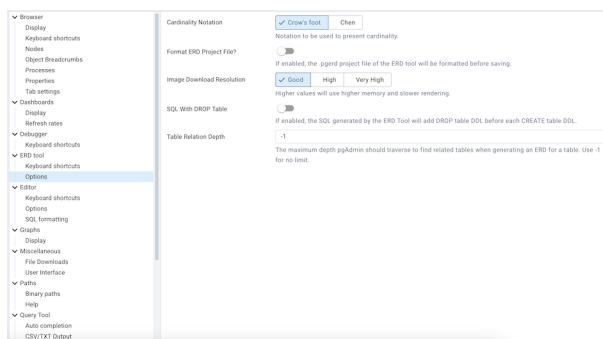 Browser
Display
Keyboard shortcuts
Nodes
Object Breadcrumbs
Processes
Properties
Tab settings
Dashboards
Display
Refresh rates
Debugger
Keyboard shortcuts
ERD tool
Keyboard shortcuts
Options
Editor
Keyboard shortcuts
Options
SQL formatting
Graphs
Display
Miscellaneous
File Downloads
User Interface
Paths
Binary paths
Help
Query Tool
Auto completion
CSV/TXT Output
Cardinality Notation
Crow's foot Chen
Notation to be used to present cardinality.
Format ERD Project File?
If enabled, the .pgerd project file of the ERD tool will be formatted before saving.
Image Download Resolution
Good High Very High
Higher values will use higher memory and slower rendering.
SQL With DROP Table
If enabled, the SQL generated by the ERD Tool will add DROP table DDL before each CREATE table DDL.
Table Relation Depth
-1
The maximum depth pgAdmin should traverse to find related tables when generating an ERD for a table. Use -1
for no limit.